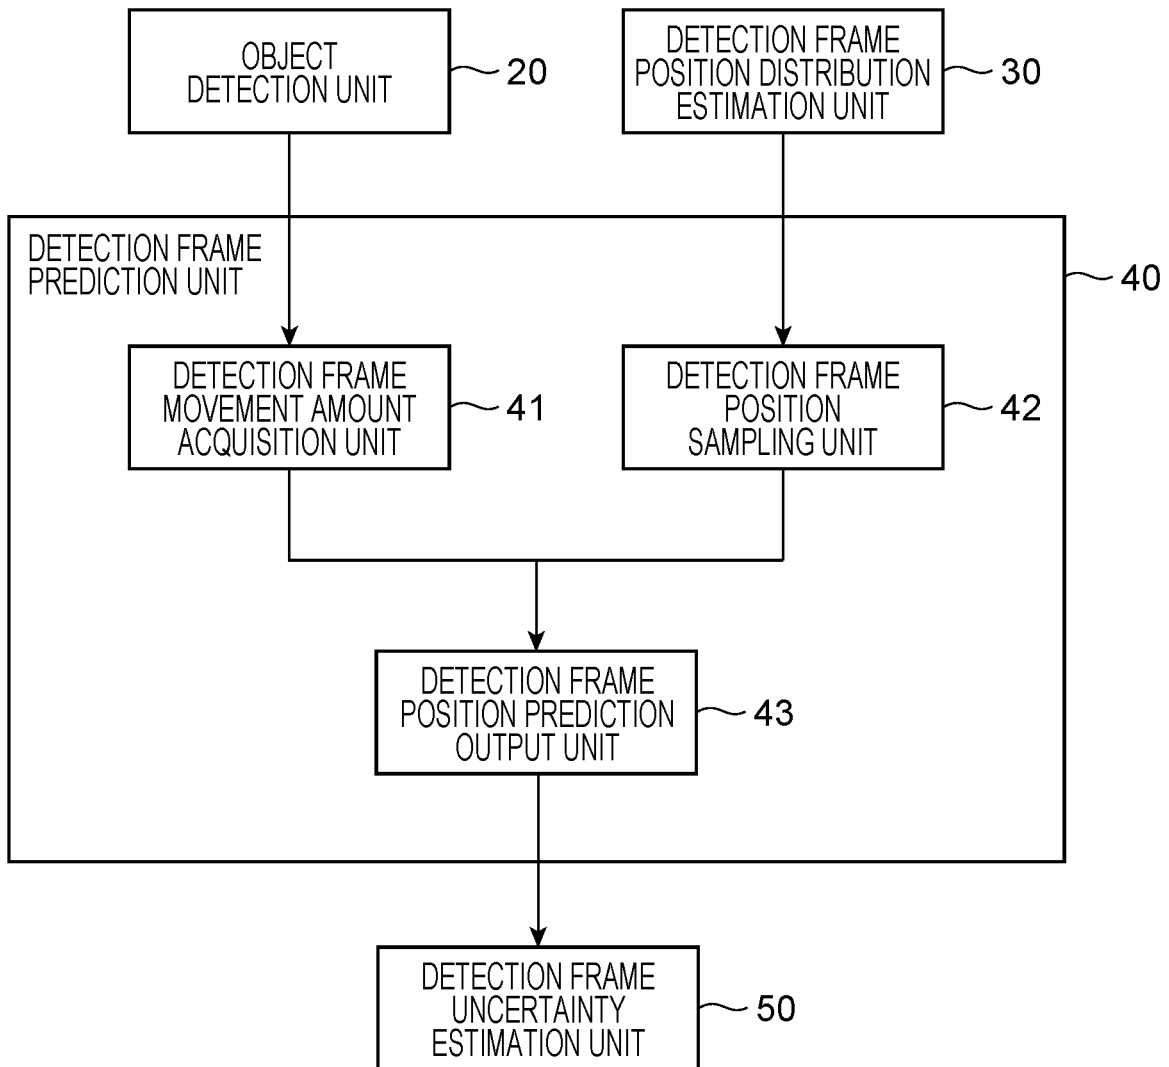 OBJECT
DETECTION UNIT
20
DETECTION FRAME
POSITION DISTRIBUTION
ESTIMATION UNIT
30
DETECTION FRAME
PREDICTION UNIT
40
DETECTION FRAME
MOVEMENT AMOUNT
ACQUISITION UNIT
41
DETECTION FRAME
POSITION
SAMPLING UNIT
42
DETECTION FRAME
POSITION PREDICTION
OUTPUT UNIT
43
DETECTION FRAME
UNCERTAINTY
ESTIMATION UNIT
50